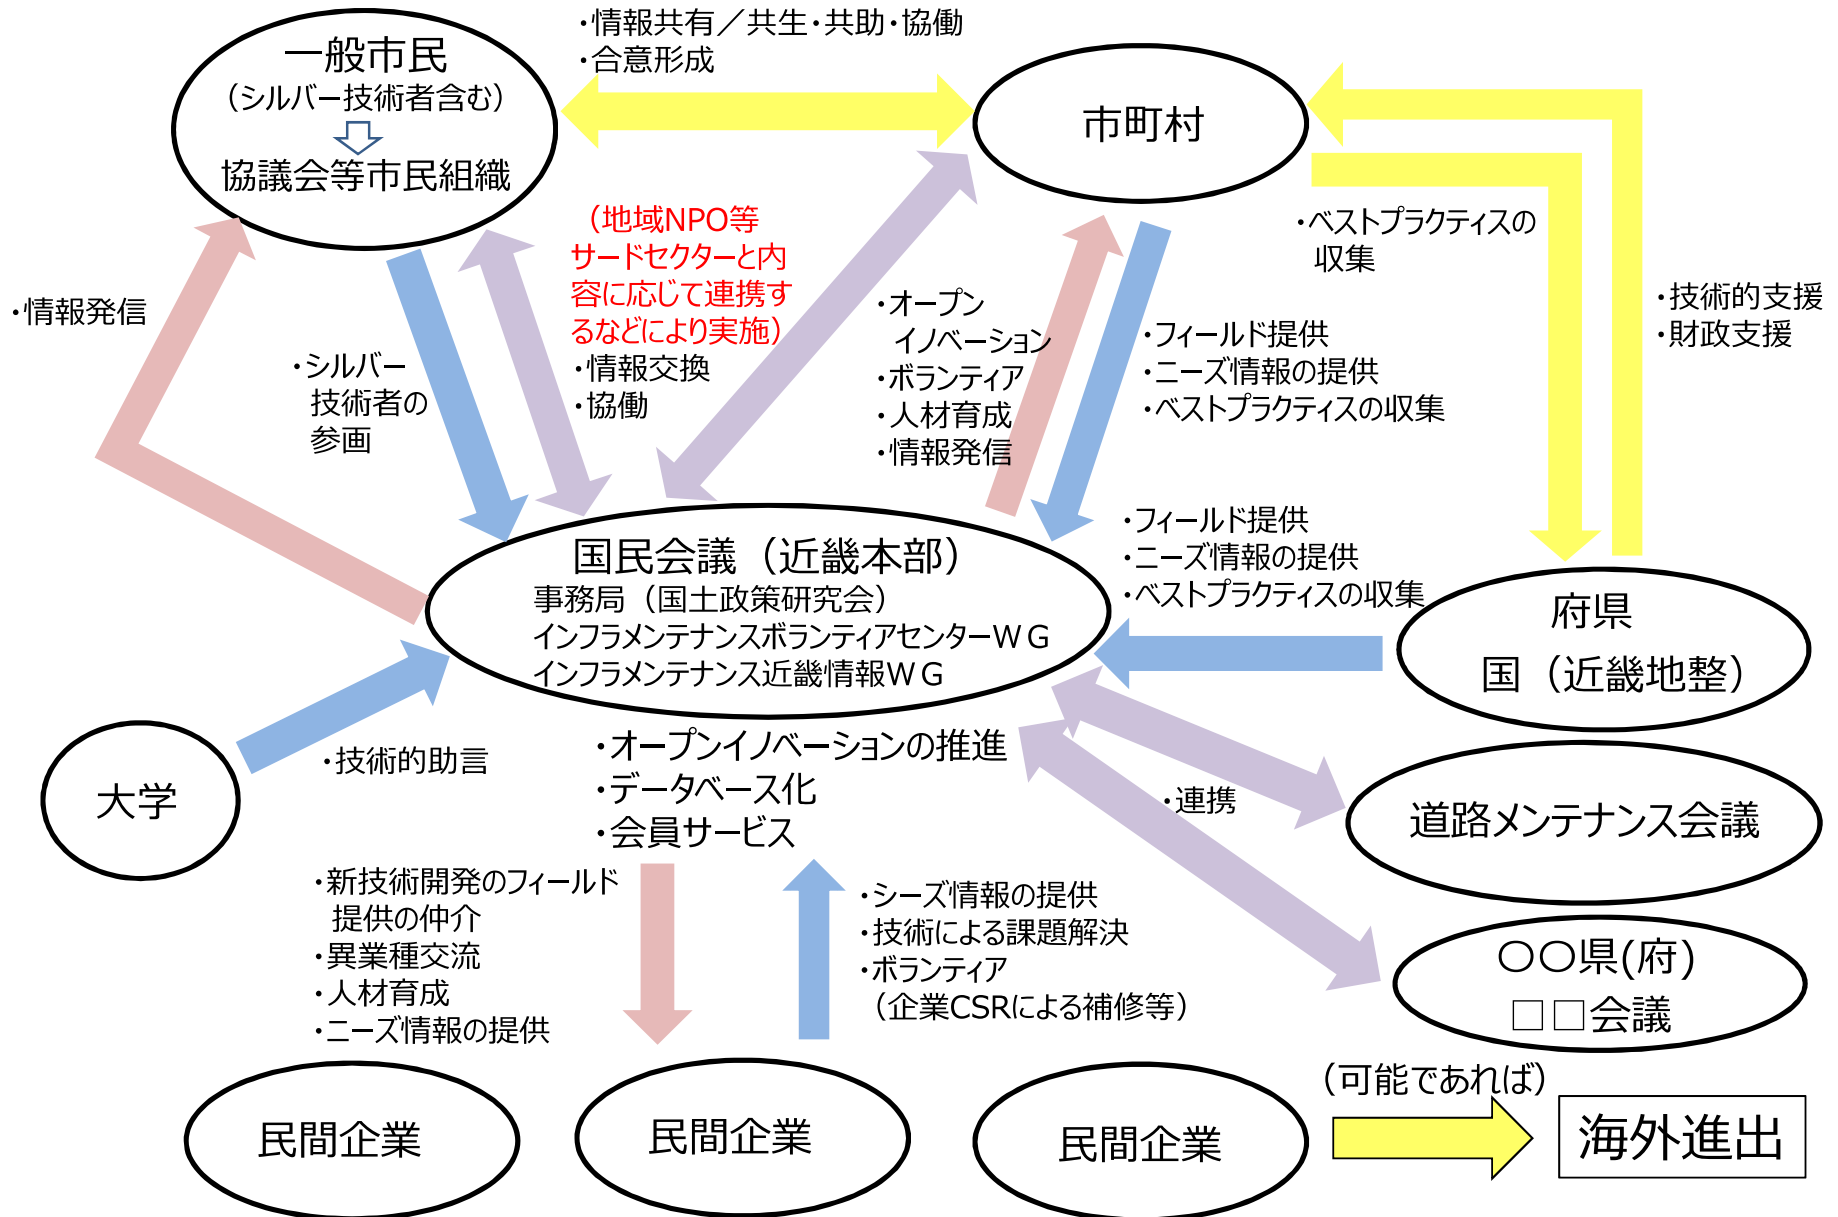 一般市民
（シルバー技術者含む）
協議会等市民組織
・情報共有／共生・共助・協働
・合意形成
市町村
（地域NPO等
サードセクターと内
容に応じて連携す
るなどにより実施）
・情報交換
・協働
・情報発信
・シルバー
技術者の
参画
・オープン
イノベーション
・ボランティア
・人材育成
・情報発信
・フィールド提供
・ニーズ情報の提供
・ベストプラクティスの収集
・ベストプラクティスの
収集
・技術的支援
・財政支援
国民会議（近畿本部）
事務局（国土政策研究会）
インフラメンテナンスボランティアセンターＷＧ
インフラメンテナンス近畿情報ＷＧ
・フィールド提供
・ニーズ情報の提供
・ベストプラクティスの収集
府県
国（近畿地整）
大学
・技術的助言
・オープンイノベーションの推進
・データベース化
・会員サービス
・連携
道路メンテナンス会議
〇〇県(府)
□□会議
・新技術開発のフィールド
提供の仲介
・異業種交流
・人材育成
・ニーズ情報の提供
・シーズ情報の提供
・技術による課題解決
・ボランティア
（企業CSRによる補修等）
民間企業
民間企業
民間企業
（可能であれば）
海外進出